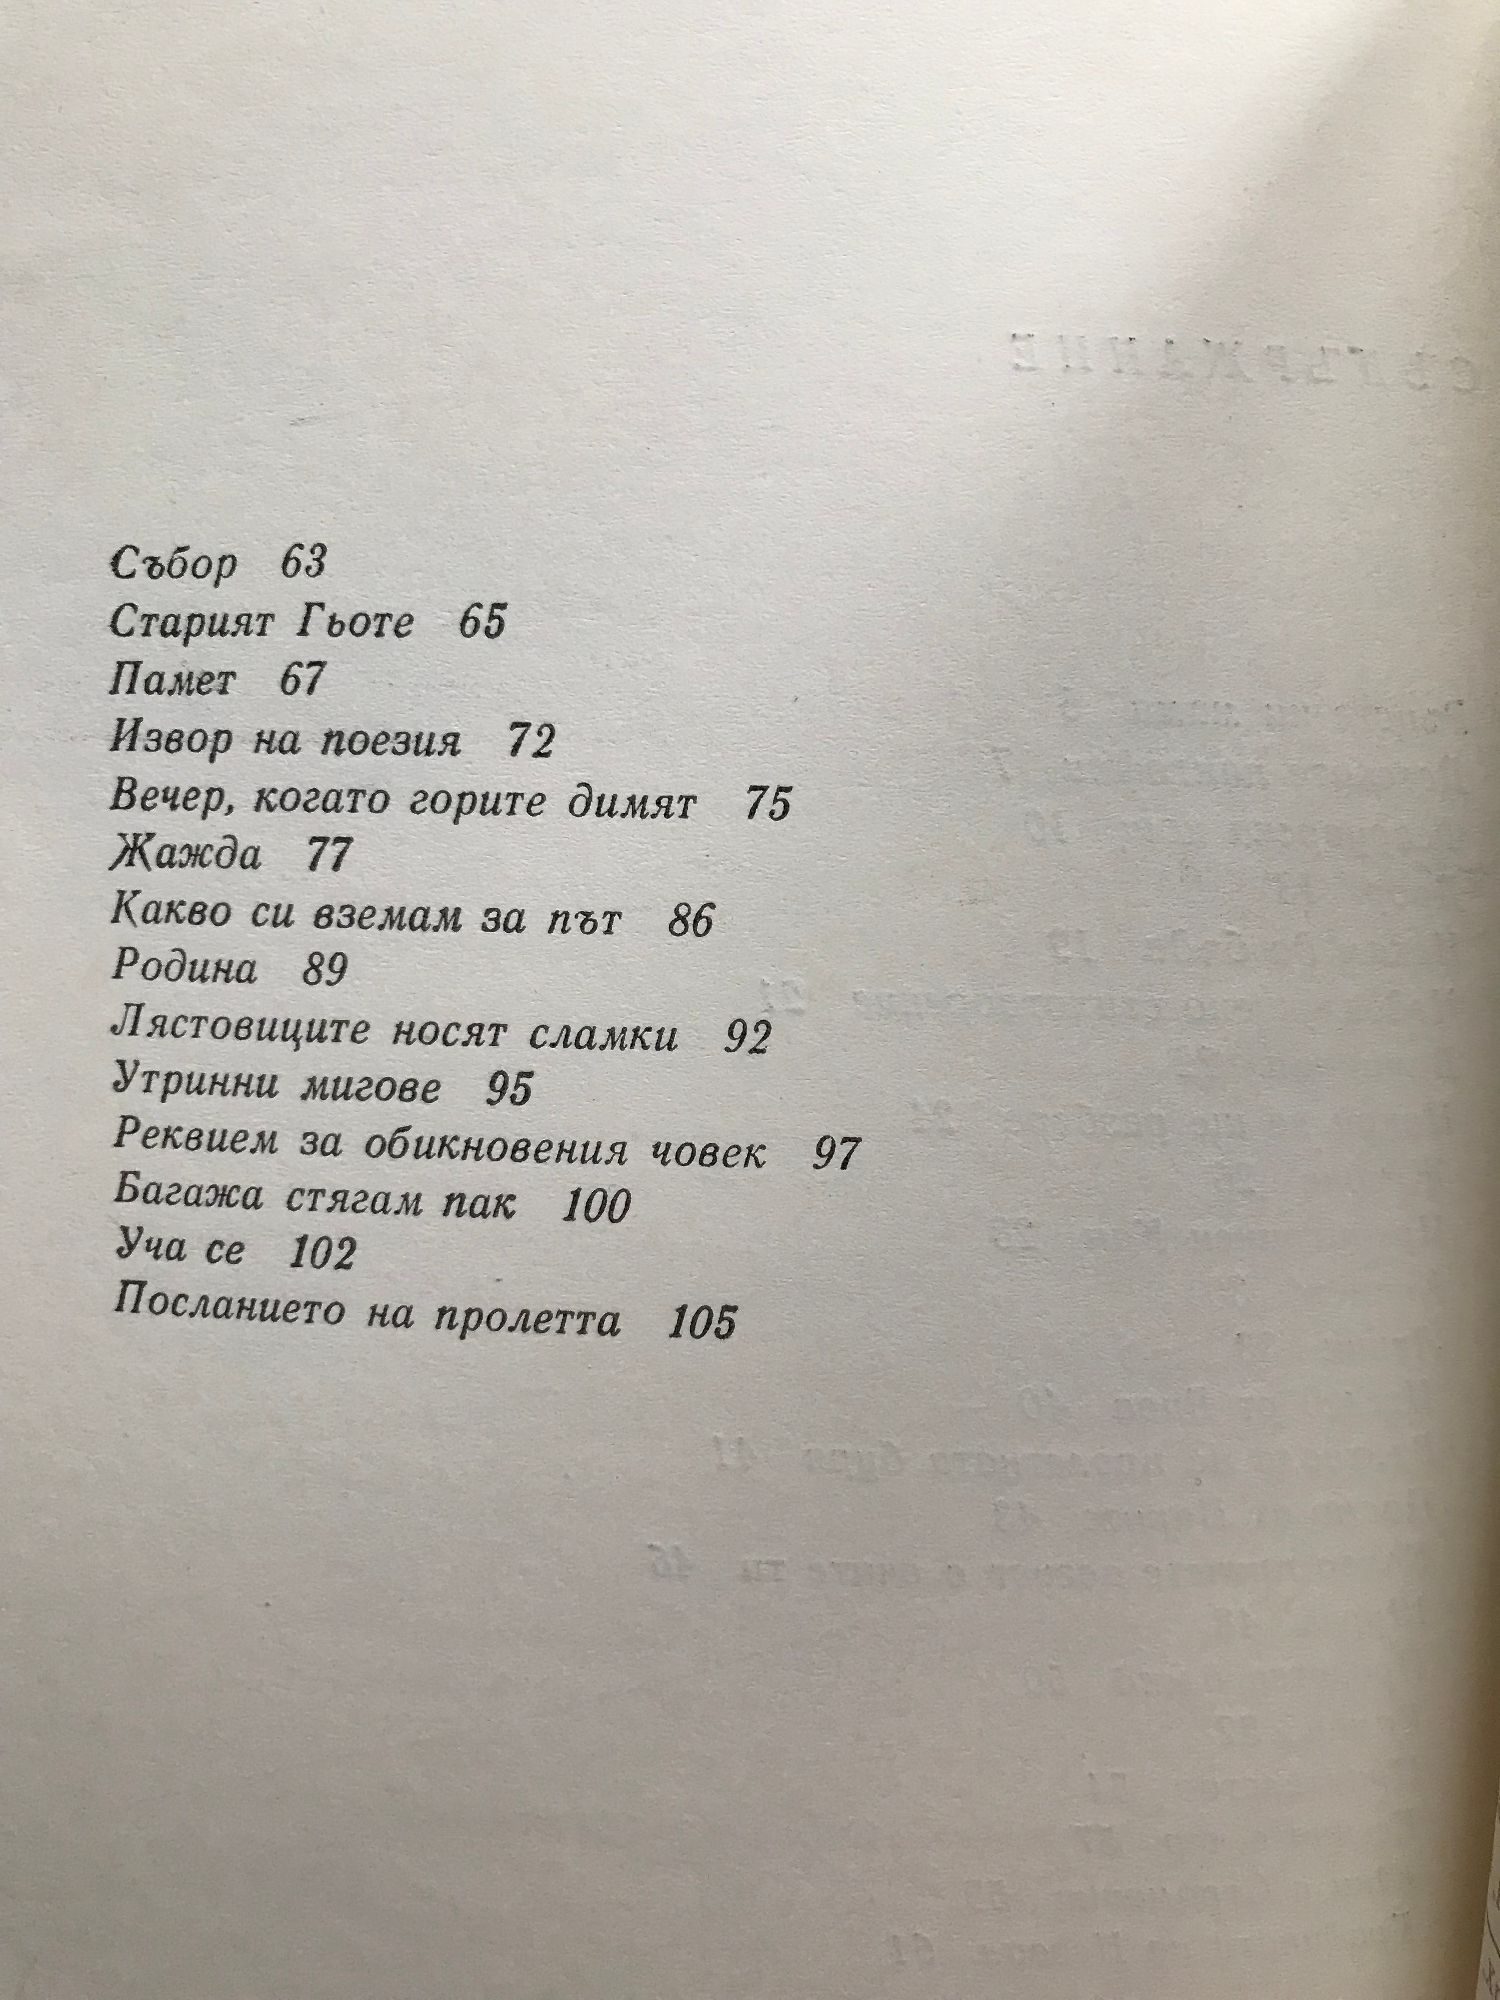 Събор 63
Старият Гьоте 65
Памет 67
Извор на поезия 72
Вечер, когато горите димят 75
Жажда 77
Какво си вземам за път 86
Родина 89
Лястовиците носят сламки 92
Утринни мигове 95
Реквием за обикновения човек 97
Багажа стягам пак 100
Уча се 102
Посланието на пролетта 105